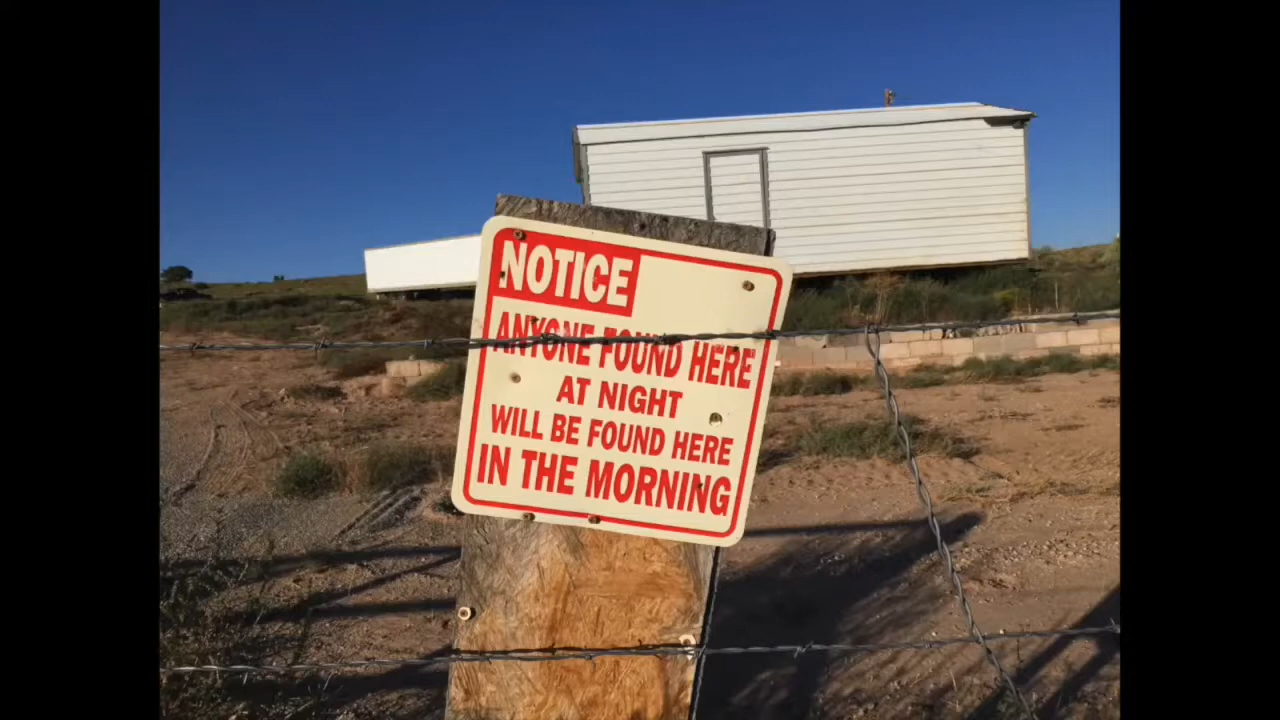 NOTICE
ANYONE FOUND HERE
AT NIGHT
WILL BE FOUND HERE
IN THE MORNING